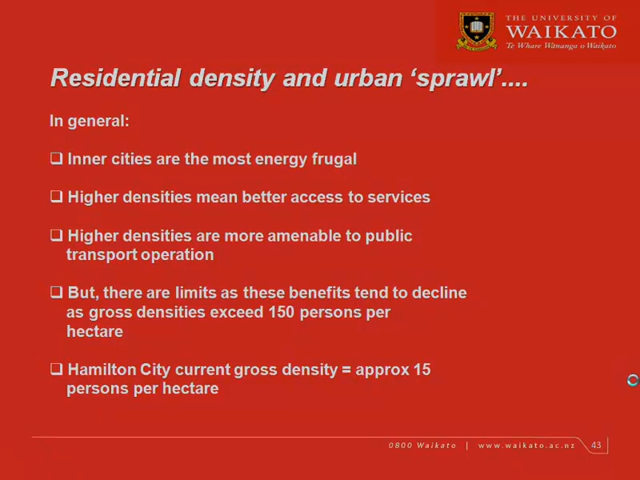 THE UNIVERSITY OF
WAIKATO
Te Whare Wānanga o Waikato
Residential density and urban ‘sprawl’....
In general:
❑ Inner cities are the most energy frugal
❑ Higher densities mean better access to services
❑ Higher densities are more amenable to public
transport operation
❑ But, there are limits as these benefits tend to decline
as gross densities exceed 150 persons per
hectare
❑ Hamilton City current gross density = approx 15
persons per hectare
0800 Waikato | www.waikato.ac.nz 43